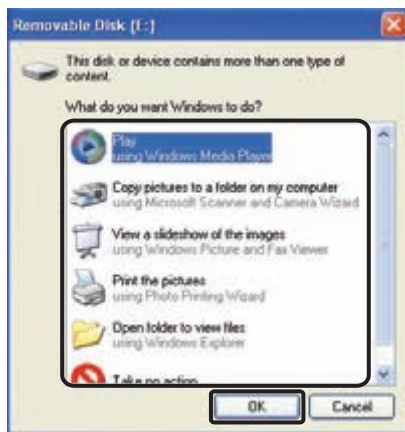 Removable Disk (E:)
This disk or device contains more than one type of
content.
What do you want Windows to do?
Play
using Windows Media Player
Copy pictures to a folder on my computer
using Microsoft Scanner and Camera Wizard
View a slideshow of the images
using Windows Picture and Fax Viewer
Print the pictures
using Photo Printing Wizard
Open folder to view files
using Windows Explorer
Take no action
OK
Cancel